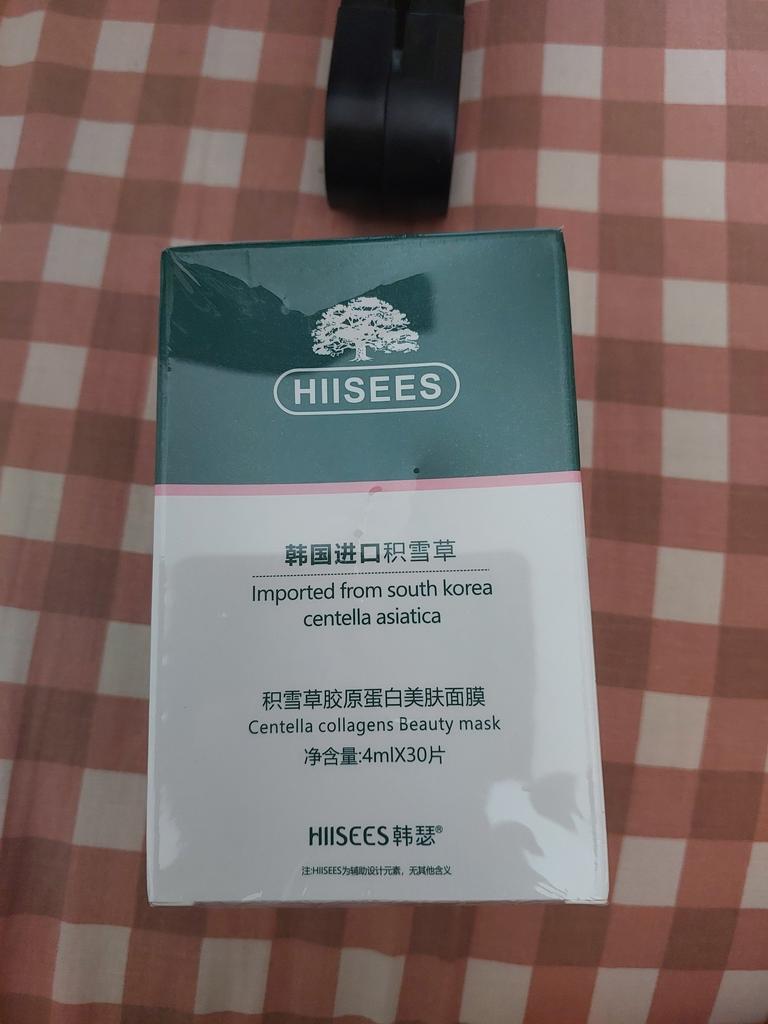 HIISEES
韩国进口积雪草
Imported from south korea
centella asiatica
积雪草胶原蛋白美肤面膜
Centella collagens Beauty mask
净含量:4mlX30片
HIISEES韩瑟®
注:HIISEES为辅助设计元素，无其他含义